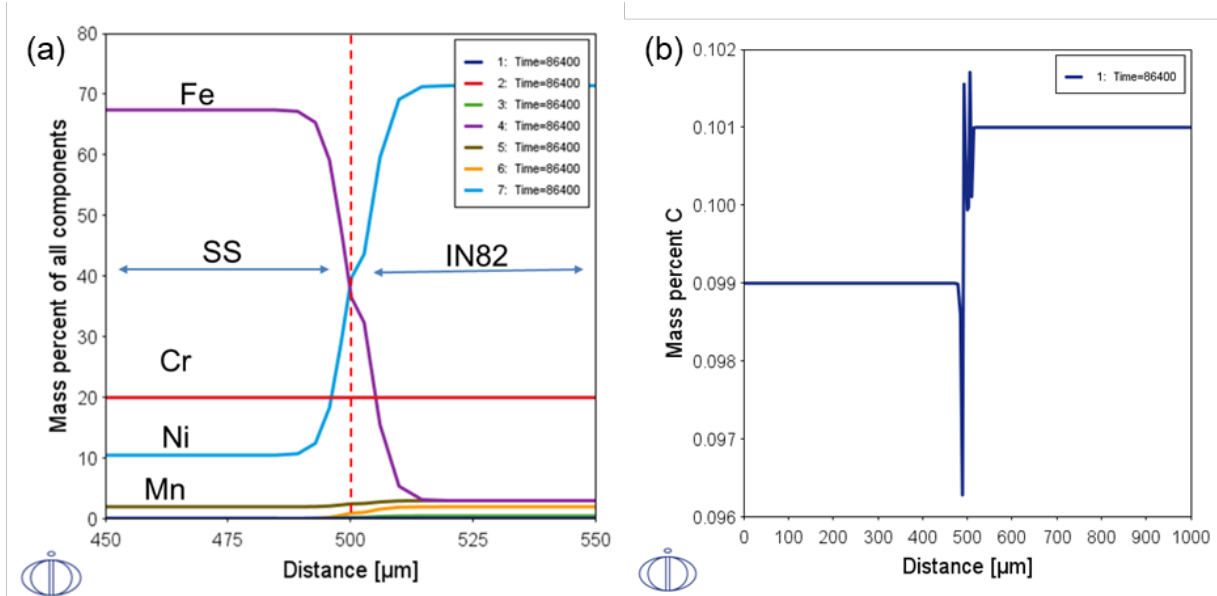 (a)
Mass percent of all components
80
70
60
50
40
30
20
10
0
Fe
SS
IN82
Cr
Ni
Mn
1: Time=86400
2: Time=86400
3: Time=86400
4: Time=86400
5: Time=86400
6: Time=86400
7: Time=86400
450 475 500 525 550
Distance [µm]
(b)
Mass percent C
0.102
0.101
0.100
0.099
0.098
0.097
0.096
1: Time=86400
0 100 200 300 400 500 600 700 800 900 1000
Distance [µm]